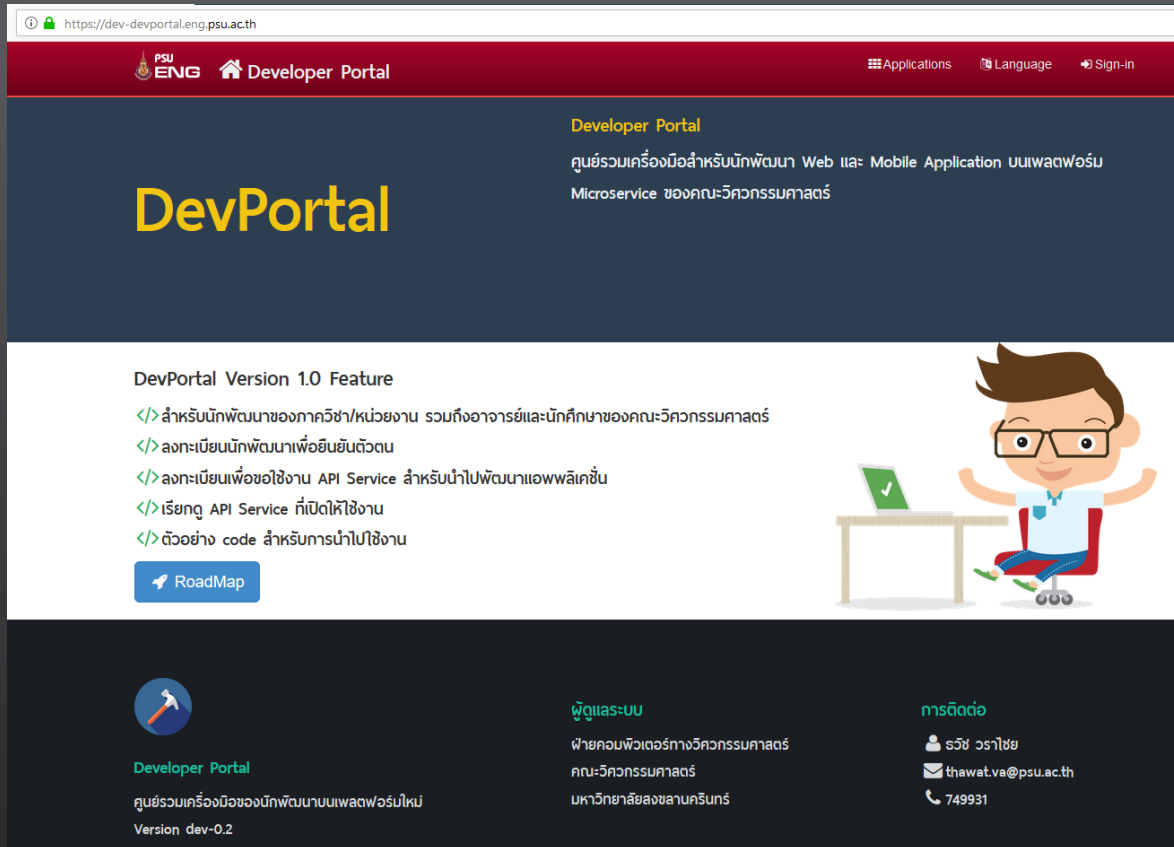 https://dev-devportal.eng.psu.ac.th
PSU
ENG
Developer Portal
Applications
Language
Sign-in
DevPortal
Developer Portal
ศูนย์รวมเครื่องมือสำหรับนักพัฒนา Web และ Mobile Application บนเพลตฟอร์ม
Microservice ของคณะวิศวกรรมศาสตร์
DevPortal Version 1.0 Feature
</>สำหรับนักพัฒนาของภาควิชา/หน่วยงาน รวมถึงอาจารย์และนักศึกษาของคณะวิศวกรรมศาสตร์
</>ลงทะเบียนนักพัฒนาเพื่อยืนยันตัวตน
</>ลงทะเบียนเพื่อขอใช้งาน API Service สำหรับนำไปพัฒนาแอพพลิเคชั่น
</>เรียกดู API Service ที่เปิดให้ใช้งาน
</>ตัวอย่าง code สำหรับการนำไปใช้งาน
RoadMap
Developer Portal
ศูนย์รวมเครื่องมือของนักพัฒนาบนเพลตฟอร์มใหม่
Version dev-0.2
ผู้ดูแลระบบ
ฝ่ายคอมพิวเตอร์ทางวิศวกรรมศาสตร์
คณะวิศวกรรมศาสตร์
มหาวิทยาลัยสงขลานครินทร์
การติดต่อ
ธวัช วราไชย
thawat.va@psu.ac.th
749931